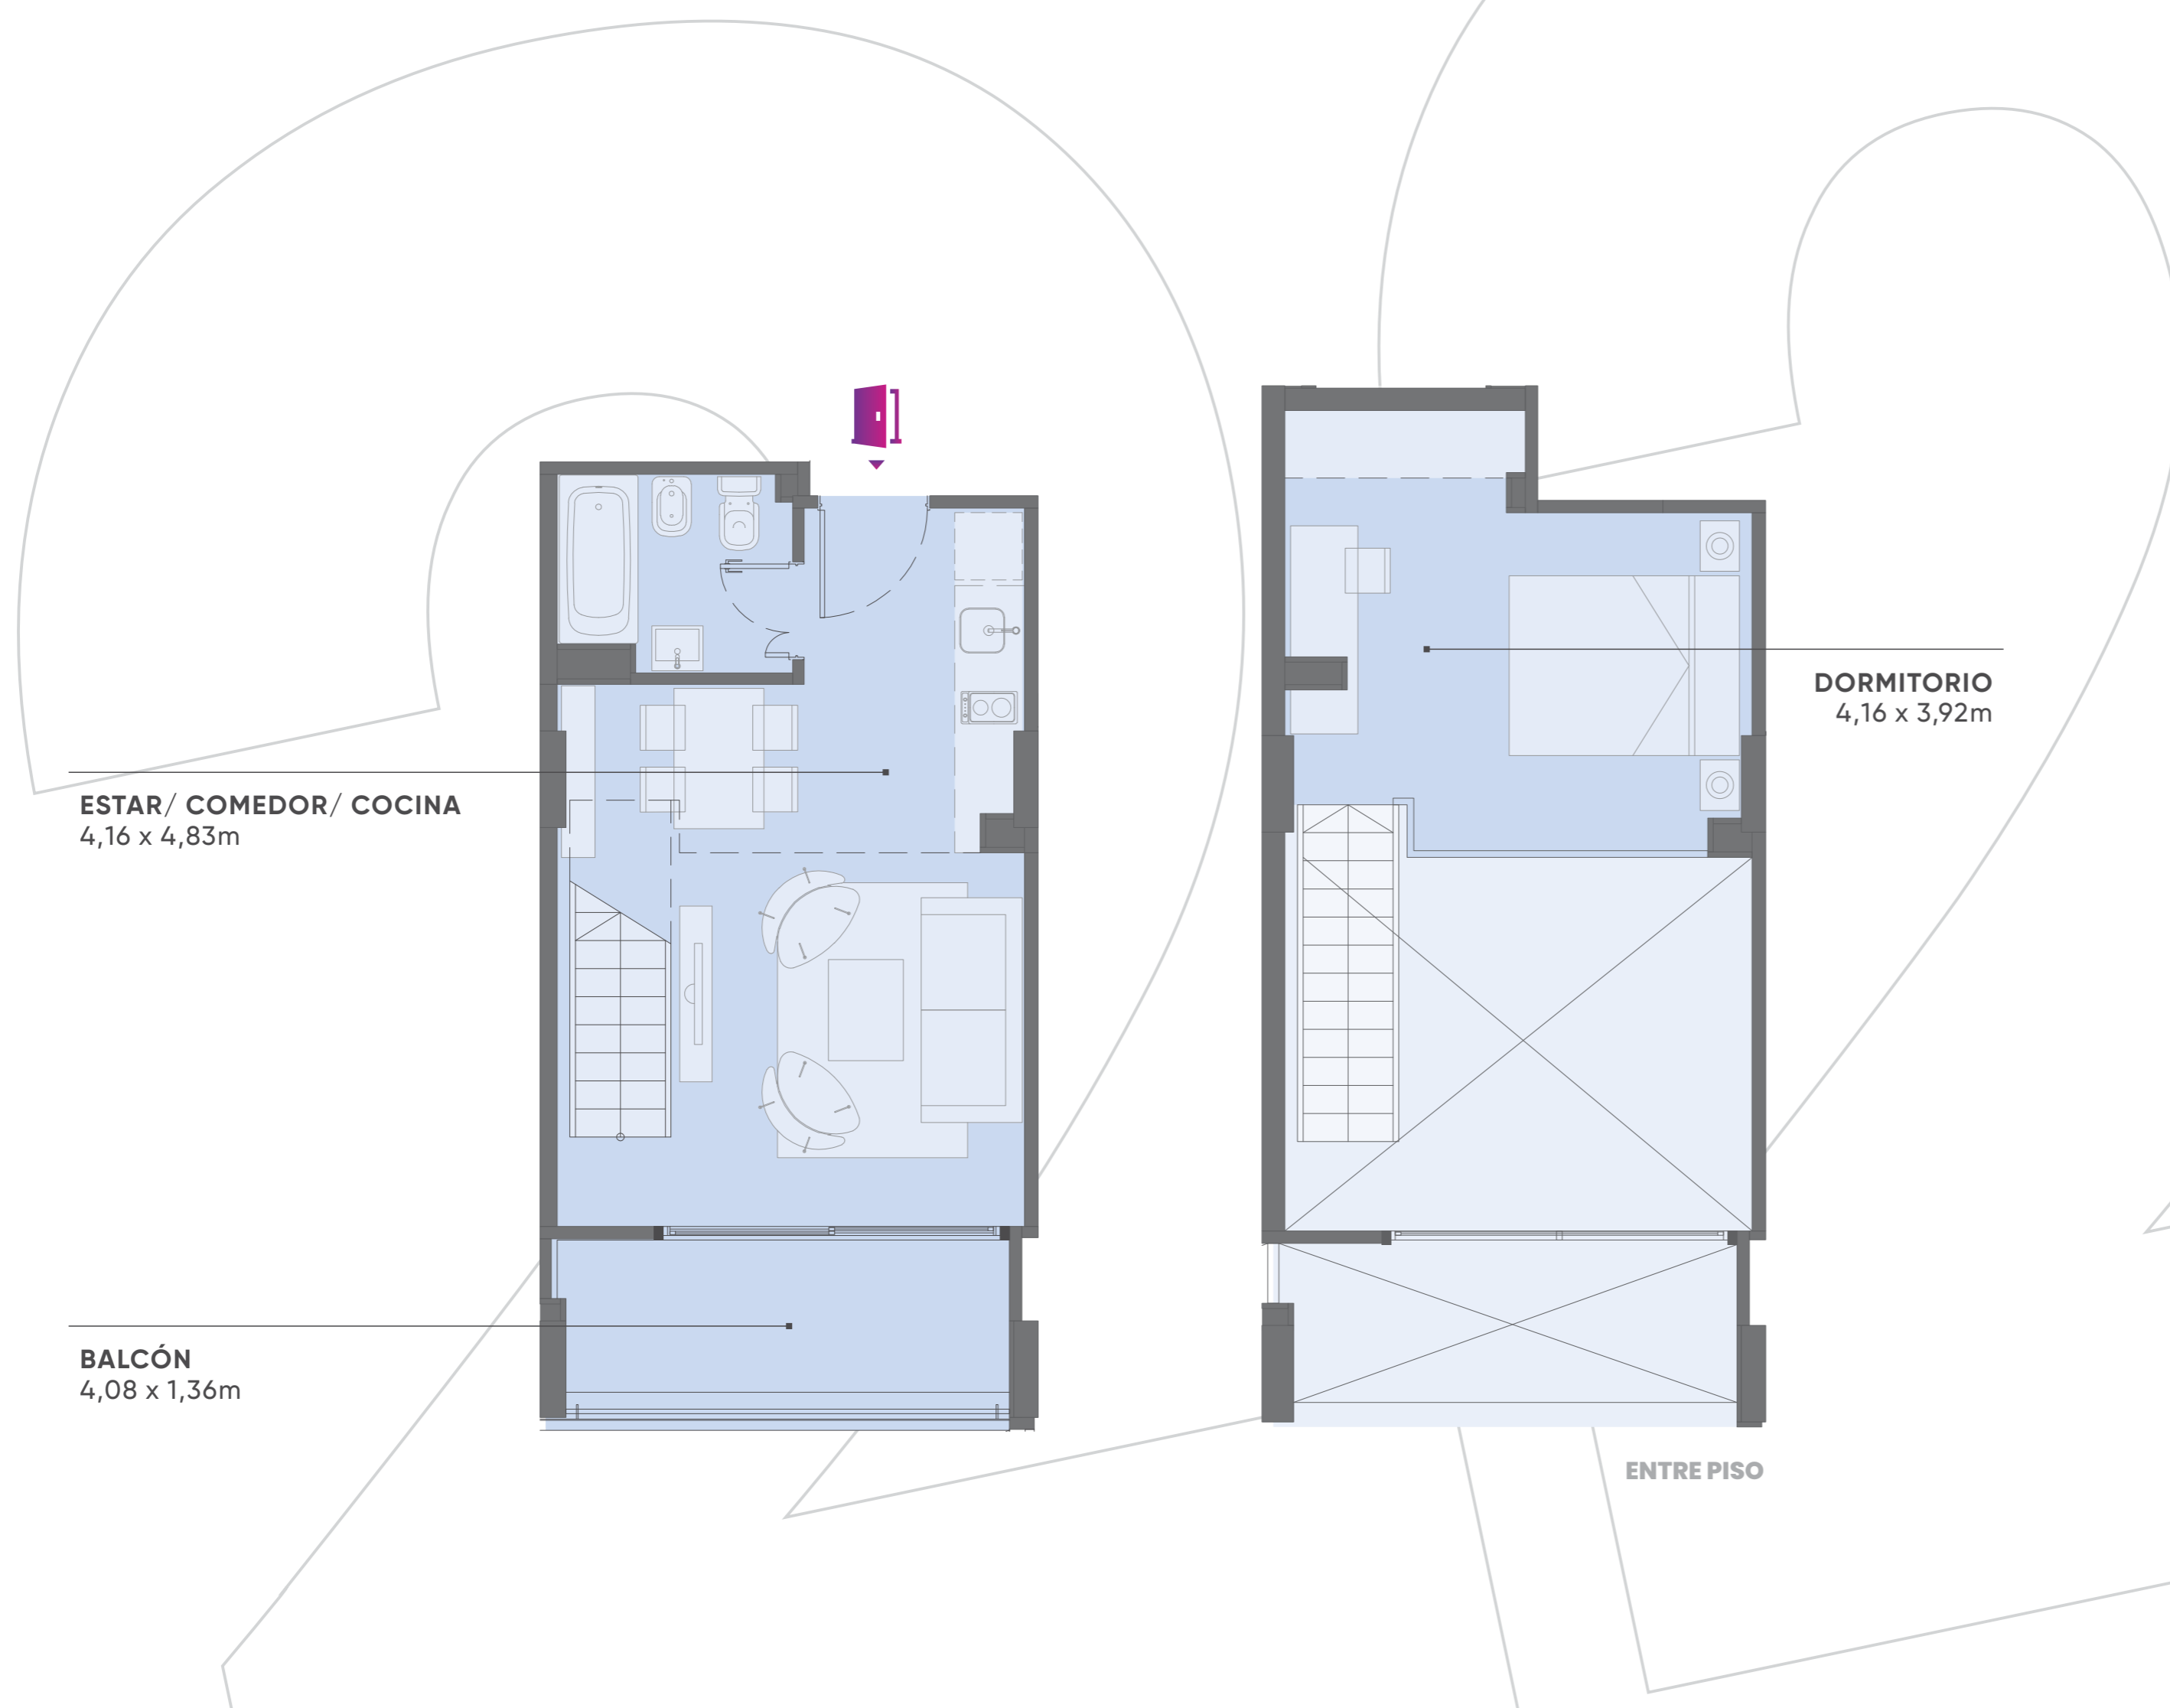 DORMITORIO
4,16 x 3,92m
ESTAR/ COMEDOR/ COCINA
4,16 x 4,83m
BALCÓN
4,08 x 1,36m
ENTRE PISO